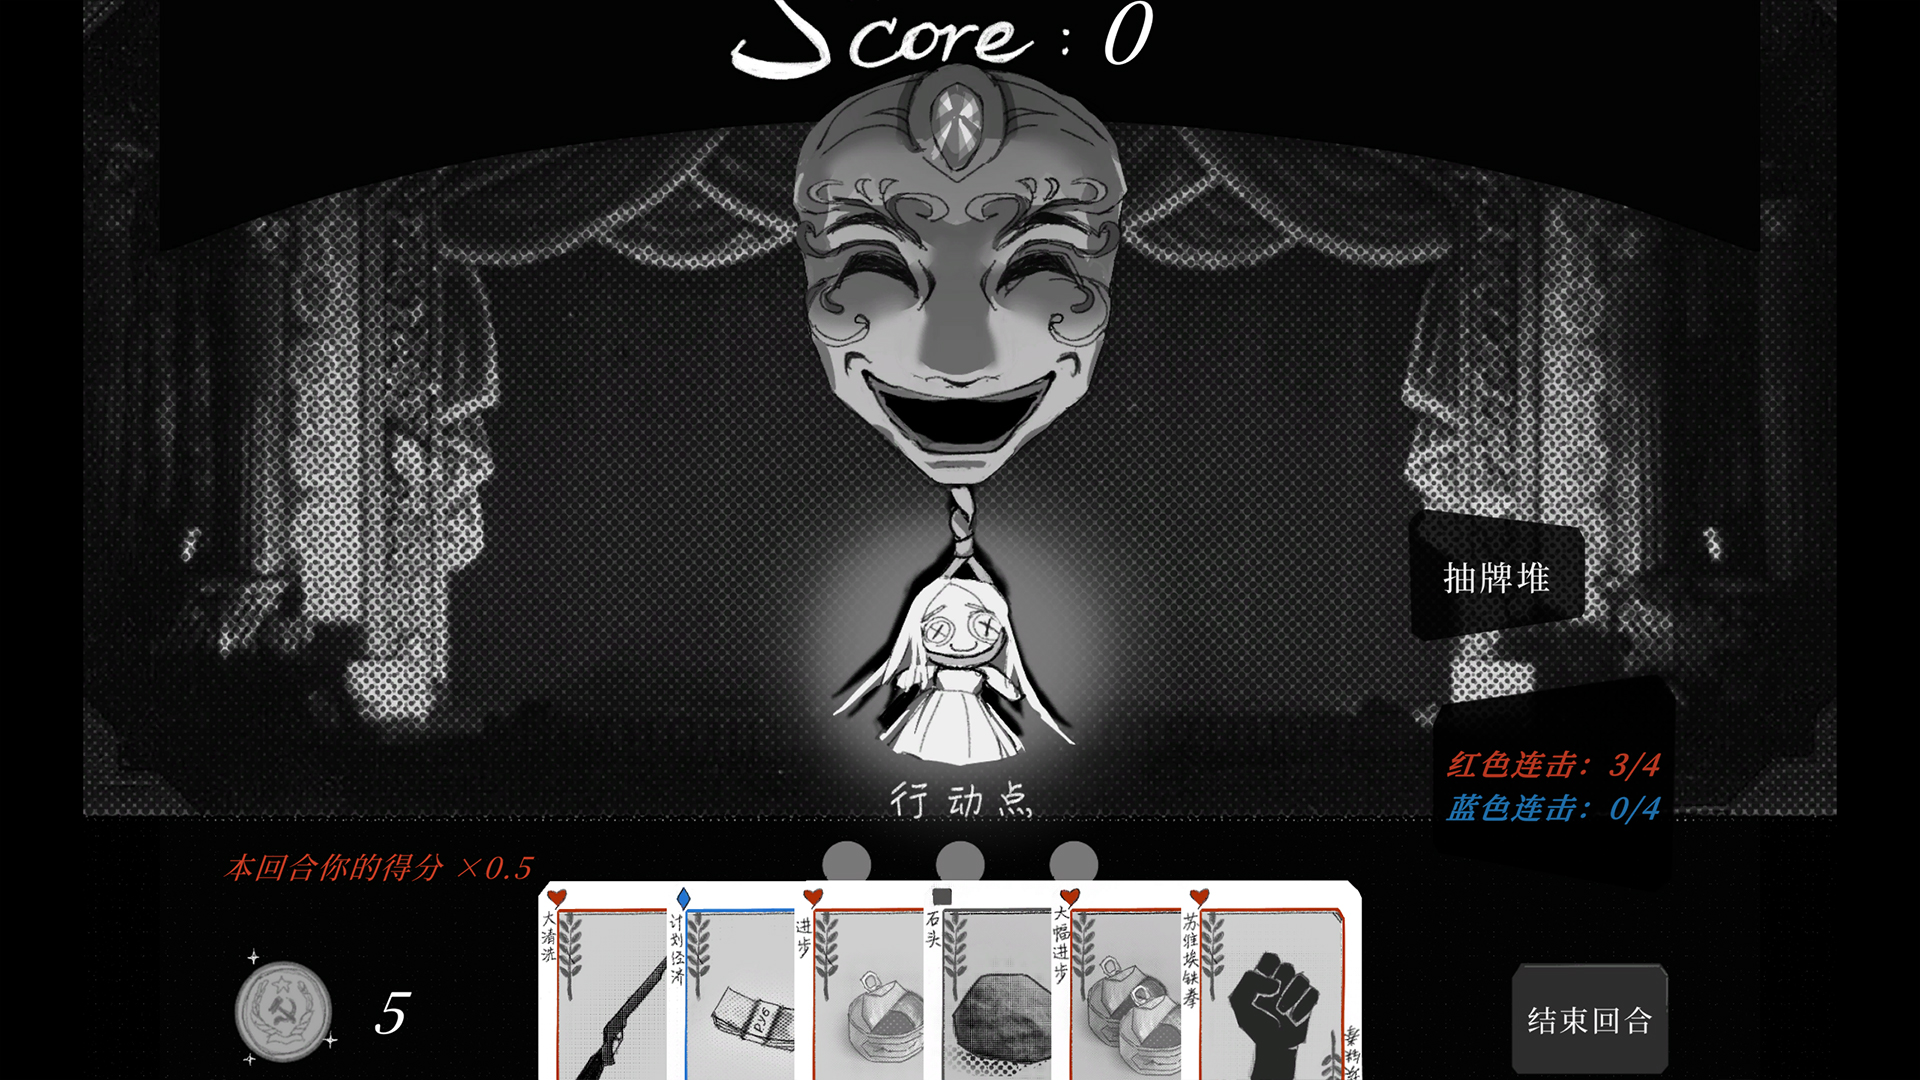 Score : 0
抽牌堆
红色连击：3/4
蓝色连击：0/4
行动点
本回合你的得分 ×0.5
5
大清洗
计划经济
РУБ
进步
石头
大幅进步
苏维埃铁拳
结束回合